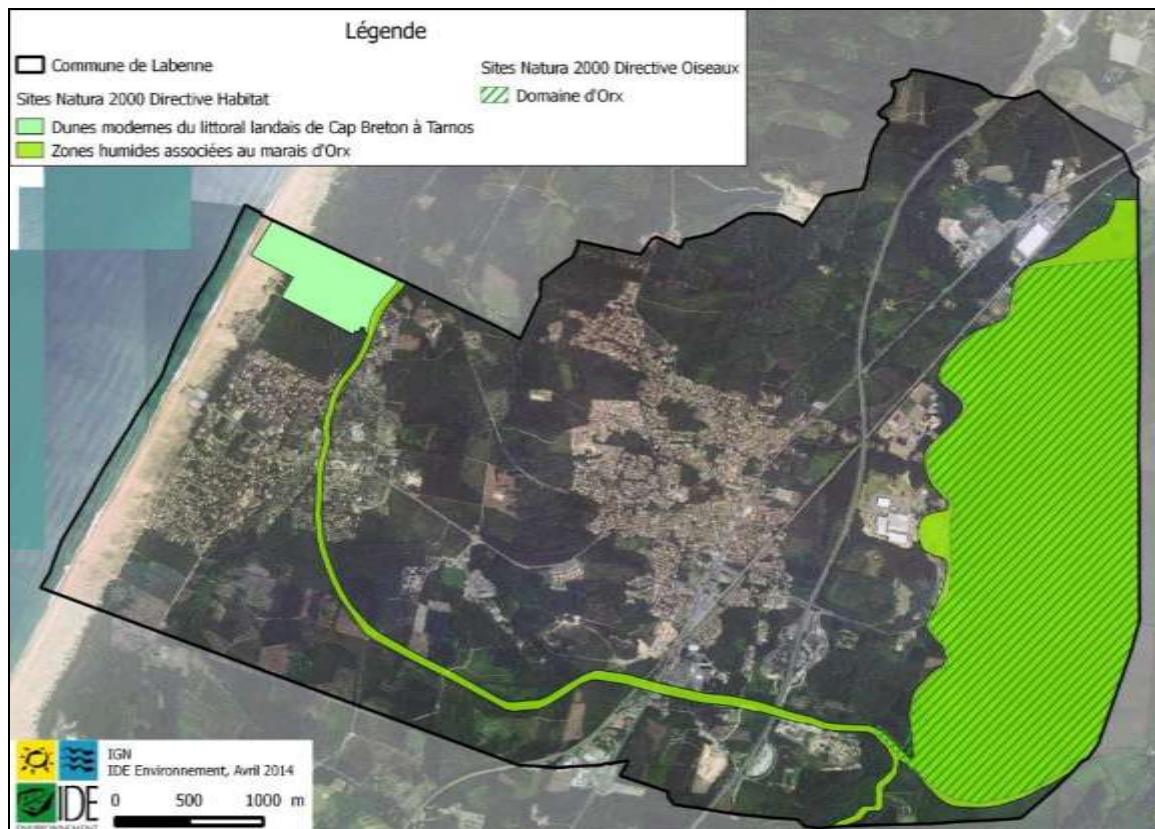 Légende
Commune de Labenne
Sites Natura 2000 Directive Habitat
Dunes modernes du littoral landais de Cap Breton à Tarnos
Zones humides associées au marais d'Orx
Sites Natura 2000 Directive Oiseaux
Domaine d'Orx
IGN
IDE Environnement, Avril 2014
IDE
ENVIRONNEMENT
0 500 1000 m